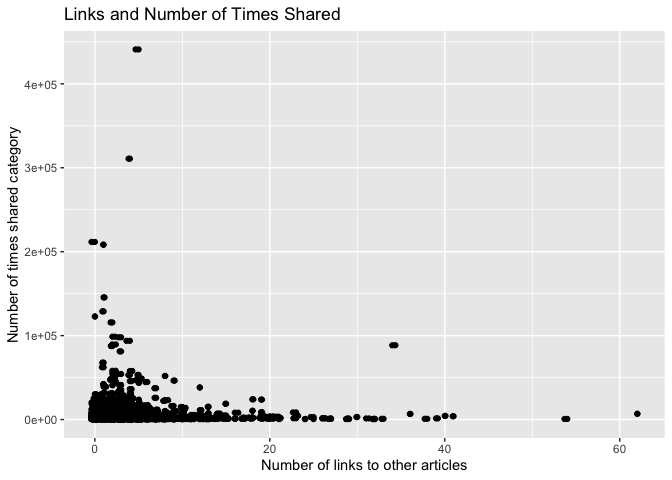 Links and Number of Times Shared
Number of times shared category
4e+05
3e+05
2e+05
1e+05
0e+00
0
20
40
60
Number of links to other articles